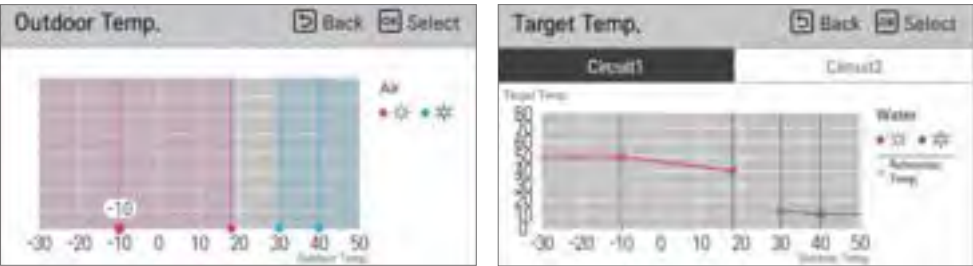 Outdoor Temp.
Back
OK Select
Air
-10
-30 -20 -10 0 10 20 30 40 50
Outdoor Temp.
Target Temp.
Back
OK Select
Circuit1
Circuit2
Target Temp.
80
70
60
50
40
30
20
10
0
Water
Temp.
-30 -20 -10 0 10 20 30 40 50
Outdoor Temp.